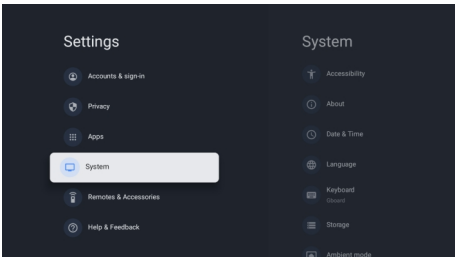 Settings
Accounts & sign-in
Privacy
Apps
System
Remotes & Accessories
Help & Feedback
System
Accessibility
About
Date & Time
Language
Keyboard
Gboard
Storage
Ambient mode